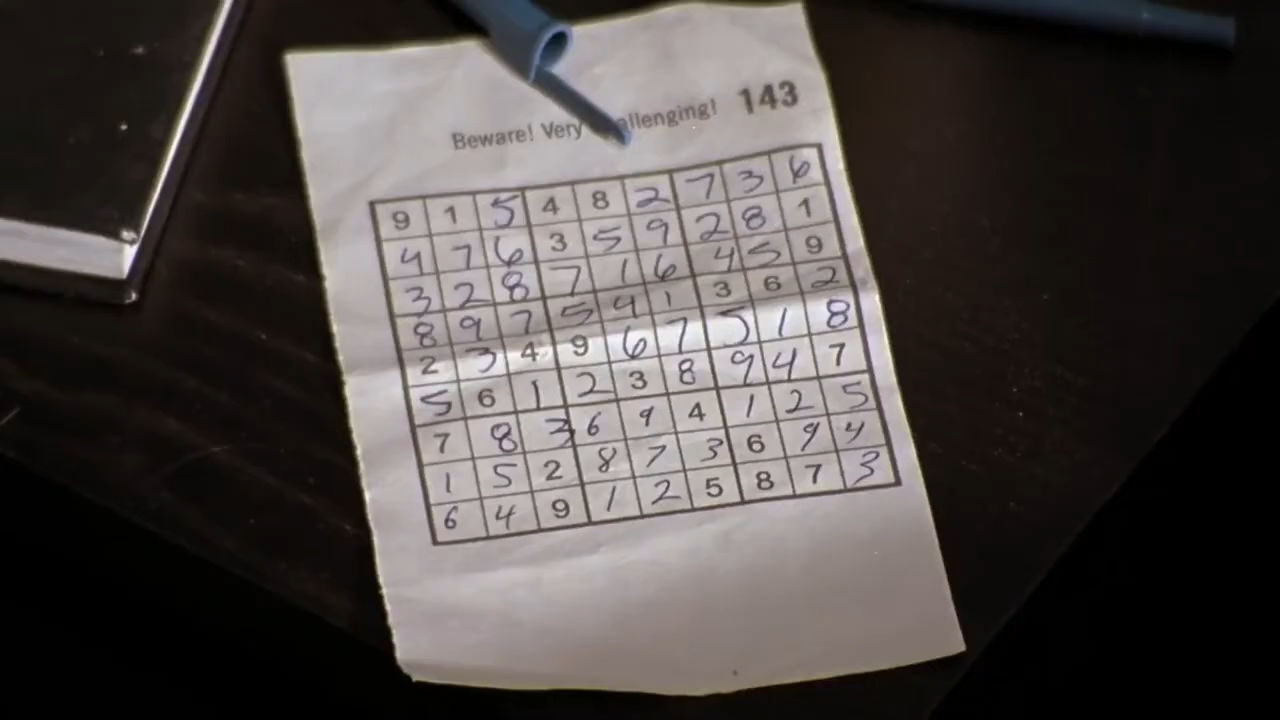 Beware! Very allenging! 143
9 1 5 4 8 2 7 3 6
4 7 6 3 5 9 2 8 1
3 2 8 7 1 6 4 5 9
8 9 7 5 4 1 3 6 2
2 3 4 9 6 7 5 1 8
5 6 1 2 3 8 9 4 7
7 8 3 6 9 4 1 2 5
1 5 2 8 7 3 6 9 4
6 4 9 1 2 5 8 7 3